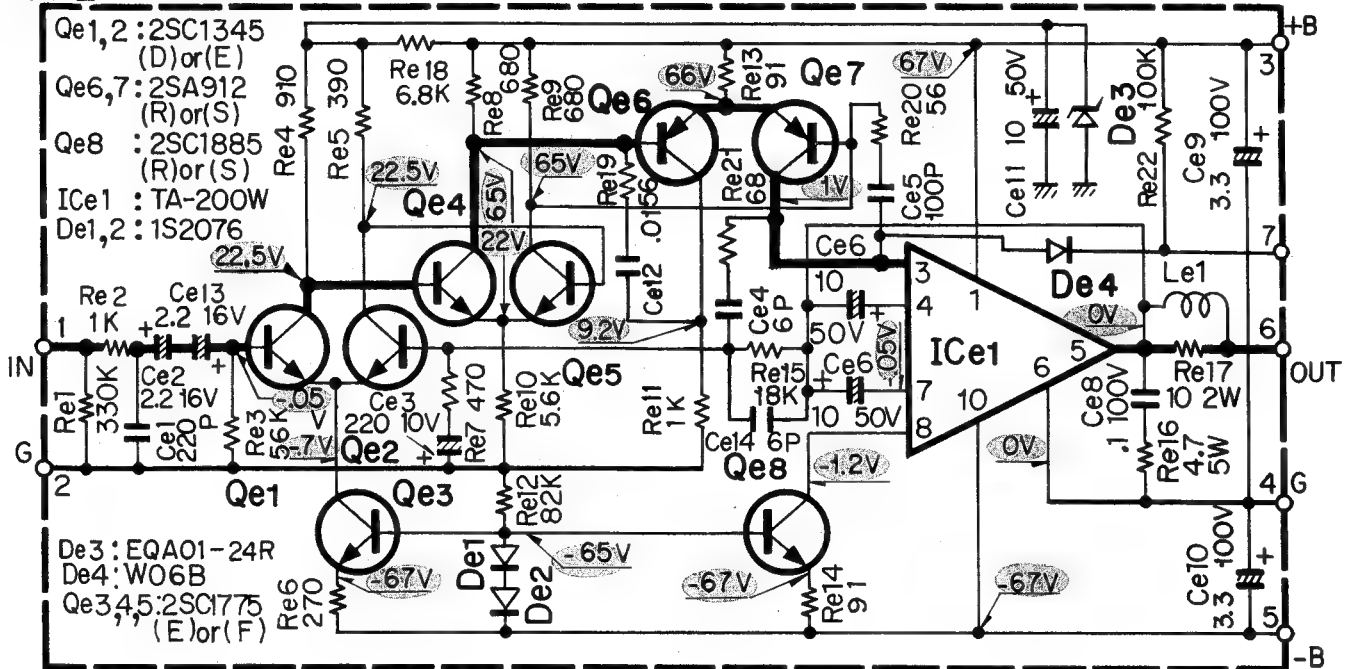 Qe1,2 :2SC1345
(D)or(E)
Qe6,7 :2SA912
(R)or(S)
Qe8 :2SC1885
(R)or(S)
ICe1 : TA-200W
De1,2 : 1S2076
Re4 910
Re5 390
Re18
6.8K
Re8 680
Re9 680
66V
Re13
91
Qe6
Qe7
67V
Re20
56
Ce11 10 50V
+
De3
Re22 100K
Ce9
3.3 100V
+
+B
3
22.5V
Qe4
65V
65V
22V
Re19
.0156
Ce12
Re21
68
1V
Ce5
100P
22.5V
Re2
1K
Ce13
2.2 16V
+
+
1
IN
Re1
330K
Ce2
2.2 16V
Ce1
220
P
Re3
56K
-.05
V
-7V
Ce3
220 10V
+
Re7 470
Re10
5.6K
Qe5
9.2V
Re11
1K
Ce4
6P
Re15
18K
Ce14
6P
Ce6
10
50V
+
Ce6
+
10 50V
-.05V
3
4
7
8
1
10
6
5
ICe1
De4
0V
Le1
7
6
OUT
Re17
10 2W
Ce8
.1 100V
Re16
4.7
5W
0V
4
G
G
2
Qe1
Qe2
Qe3
Qe8
-1.2V
Re12
82K
De1
De2
-65V
-67V
-67V
-67V
Re14
91
Re6
270
Ce10
3.3 100V
+
5
-B
De3 : EQA01-24R
De4 : W06B
Qe3,4,5:2SC1775
(E)or(F)